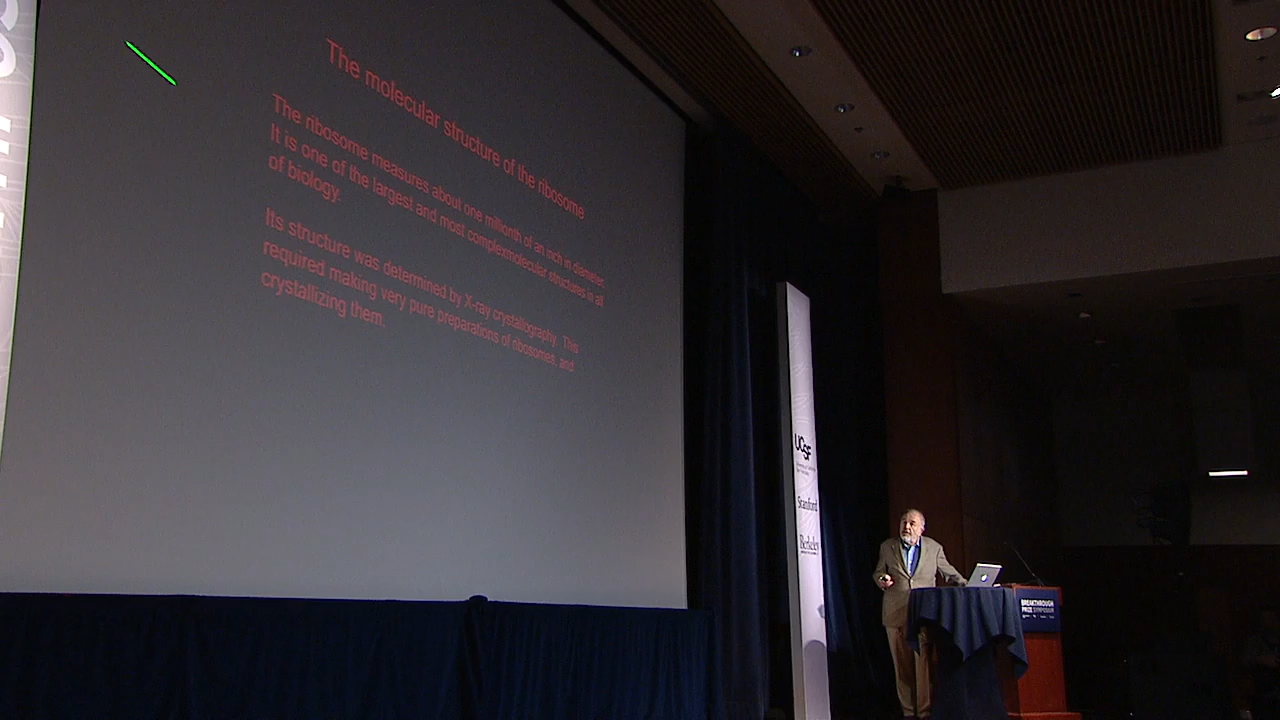 The molecular structure of the ribosome
The ribosome measures about one millionth of an inch in diameter.
It is one of the largest and most complexmolecular structures in all
of biology.
Its structure was determined by X-ray crystallography. This
required making very pure preparations of ribosomes, and
crystallizing them.
UCSF
Stanford
Berkeley
BREAKTHROUGH
PRIZE SYMPOSIUM